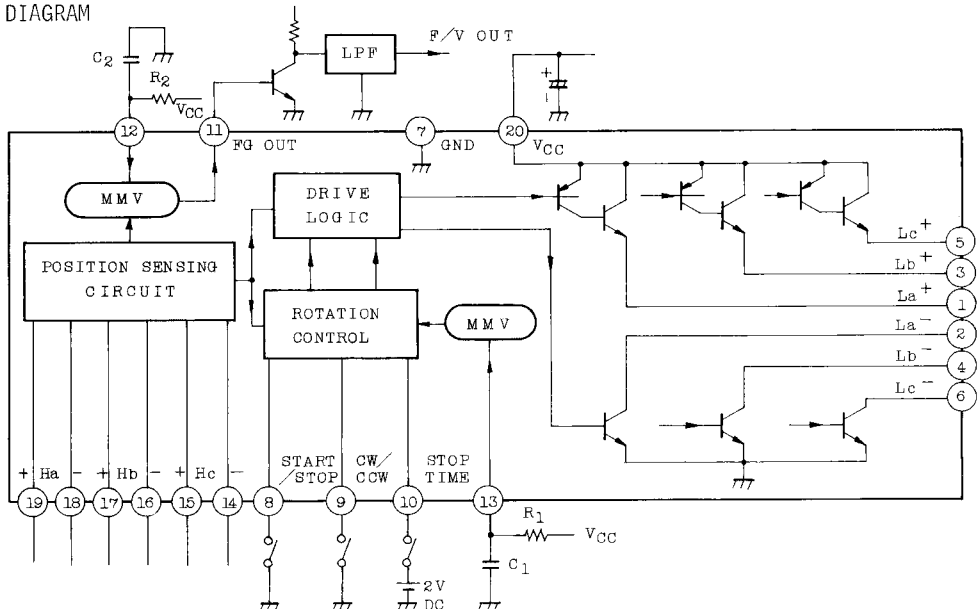 DIAGRAM
F/V OUT
LPF
C2
R2
VCC
12
11
FG OUT
7
GND
20
VCC
MMV
DRIVE
LOGIC
POSITION SENSING
CIRCUIT
ROTATION
CONTROL
MMV
Lc+
5
Lb+
3
La+
1
La-
2
Lb-
4
Lc-
6
+ Ha - + Hb - + Hc -
START
/STOP
CW/
CCW
STOP
TIME
19 18 17 16 15 14 8 9 10 13
R1
VCC
C1
2V
DC
+
-